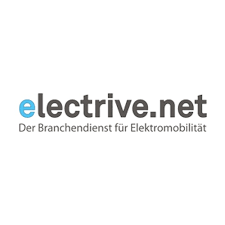 electrive.net
Der Branchendienst für Elektromobilität